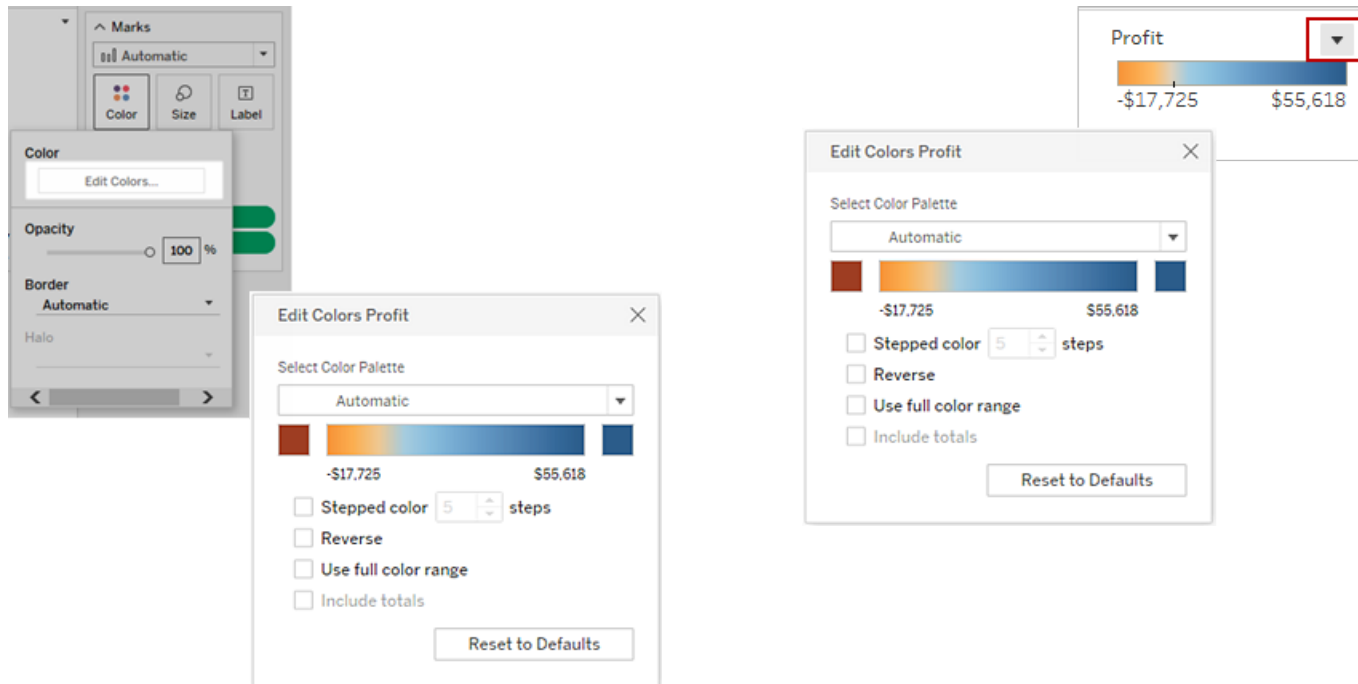 Marks
Automatic
Color Size Label
Color
Edit Colors...
Opacity
100 %
Border
Automatic
Halo
Edit Colors Profit
Select Color Palette
Automatic
-$17,725 $55,618
Stepped color 5 steps
Reverse
Use full color range
Include totals
Reset to Defaults
Profit
-$17,725 $55,618
Edit Colors Profit
Select Color Palette
Automatic
-$17,725 $55,618
Stepped color 5 steps
Reverse
Use full color range
Include totals
Reset to Defaults